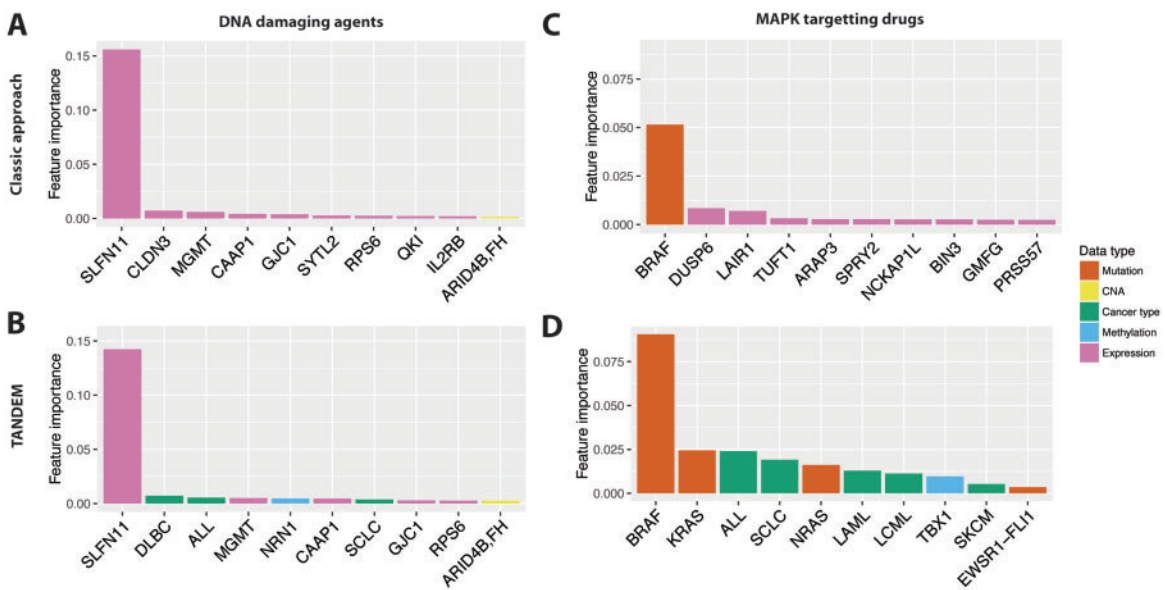 A
DNA damaging agents
Classic approach
Feature importance
0.15
0.10
0.05
0.00
SLFN11
CLDN3
MGMT
CAAP1
GJC1
SYTL2
RPS6
QKI
IL2RB
ARID4B,FH
C
MAPK targetting drugs
Feature importance
0.075
0.050
0.025
0.000
BRAF
DUSP6
LAIR1
TUFT1
ARAP3
SPRY2
NCKAP1L
BIN3
GMFG
PRSS57
Data type
Mutation
CNA
Cancer type
Methylation
Expression
B
TANDEM
Feature importance
0.15
0.10
0.05
0.00
SLFN11
DLBC
ALL
MGMT
NRN1
CAAP1
SCLC
GJC1
RPS6
ARID4B,FH
D
Feature importance
0.075
0.050
0.025
0.000
BRAF
KRAS
ALL
SCLC
NRAS
LAML
LCML
TBX1
SKCM
EWSR1−FLI1